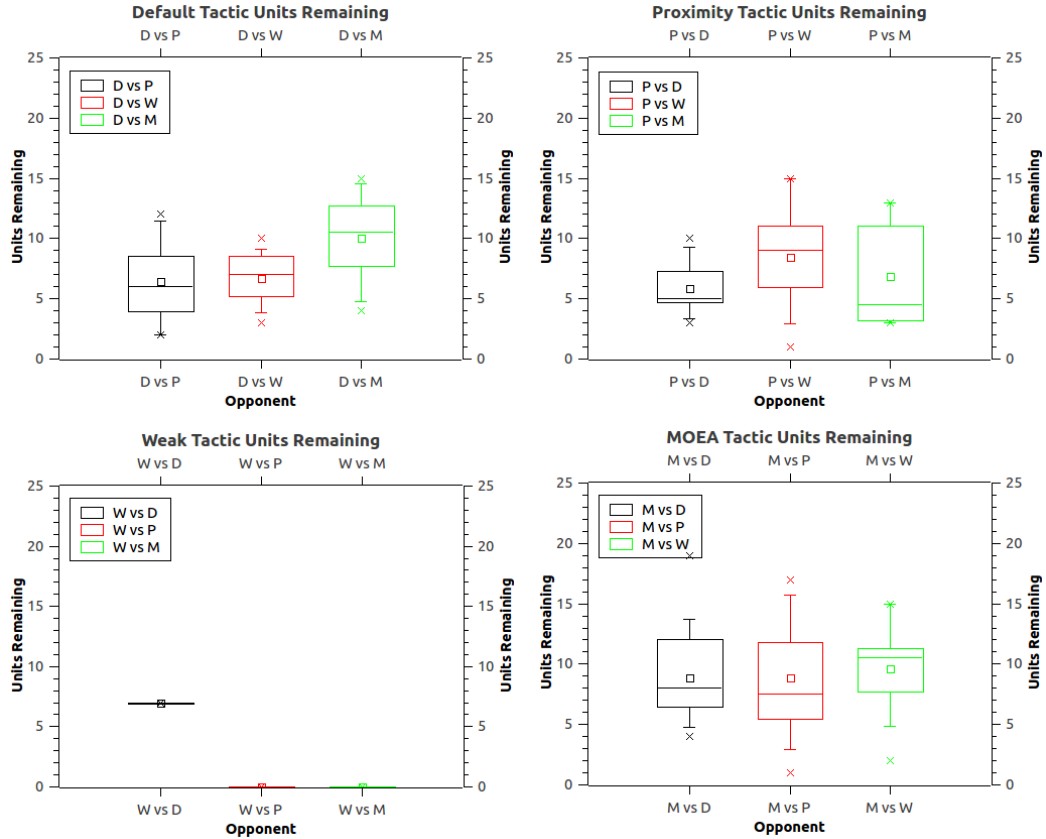 Default Tactic Units Remaining
D vs P D vs W D vs M
25 25
20 20
15 15
10 10
5 5
0 0
Units Remaining
Units Remaining
D vs P
D vs W
D vs M
D vs P D vs W D vs M
Opponent
Proximity Tactic Units Remaining
P vs D P vs W P vs M
25 25
20 20
15 15
10 10
5 5
0 0
Units Remaining
Units Remaining
P vs D
P vs W
P vs M
P vs D P vs W P vs M
Opponent
Weak Tactic Units Remaining
W vs D W vs P W vs M
25 25
20 20
15 15
10 10
5 5
0 0
Units Remaining
Units Remaining
W vs D
W vs P
W vs M
W vs D W vs P W vs M
Opponent
MOEA Tactic Units Remaining
M vs D M vs P M vs W
25 25
20 20
15 15
10 10
5 5
0 0
Units Remaining
Units Remaining
M vs D
M vs P
M vs W
M vs D M vs P M vs W
Opponent